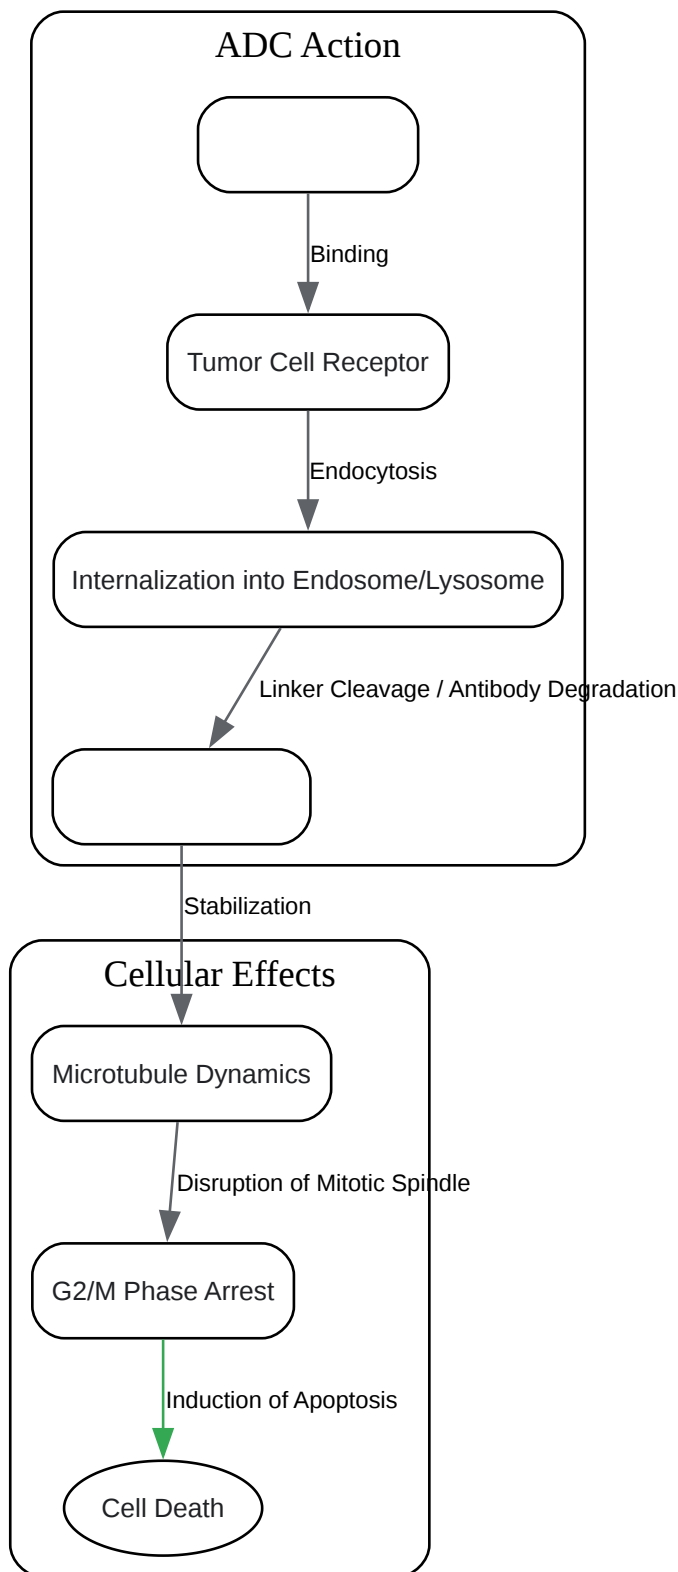 ADC Action
Binding
Tumor Cell Receptor
Endocytosis
Internalization into Endosome/Lysosome
Linker Cleavage / Antibody Degradation
Stabilization
Cellular Effects
Microtubule Dynamics
Disruption of Mitotic Spindle
G2/M Phase Arrest
Induction of Apoptosis
Cell Death